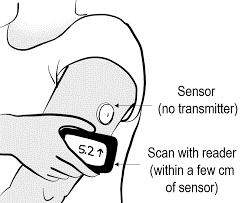 Sensor
(no transmitter)
5.2↑
Scan with reader
(within a few cm
of sensor)